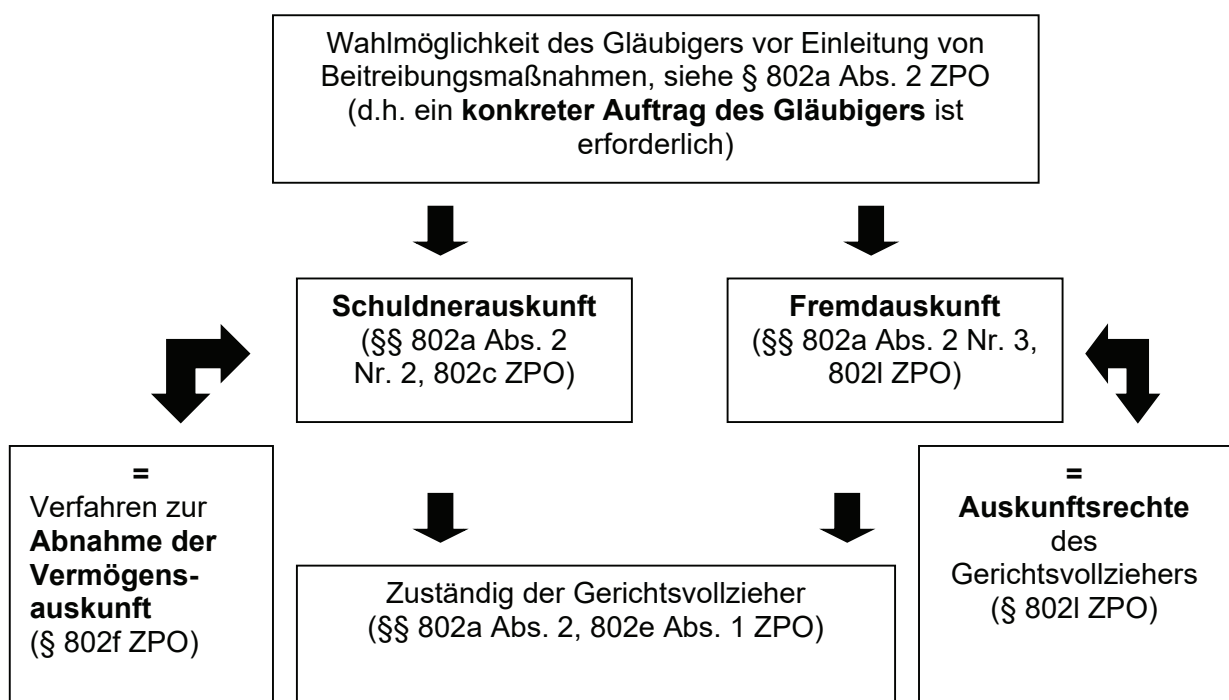 Wahlmöglichkeit des Gläubigers vor Einleitung von
Beitreibungsmaßnahmen, siehe § 802a Abs. 2 ZPO
(d.h. ein konkreter Auftrag des Gläubigers ist
erforderlich)
Schuldnerauskunft
(§§ 802a Abs. 2
Nr. 2, 802c ZPO)
Fremdauskunft
(§§ 802a Abs. 2 Nr. 3,
802l ZPO)
=
Verfahren zur
Abnahme der
Vermögens-
auskunft
(§ 802f ZPO)
Zuständig der Gerichtsvollzieher
(§§ 802a Abs. 2, 802e Abs. 1 ZPO)
=
Auskunftsrechte
des
Gerichtsvollziehers
(§ 802l ZPO)